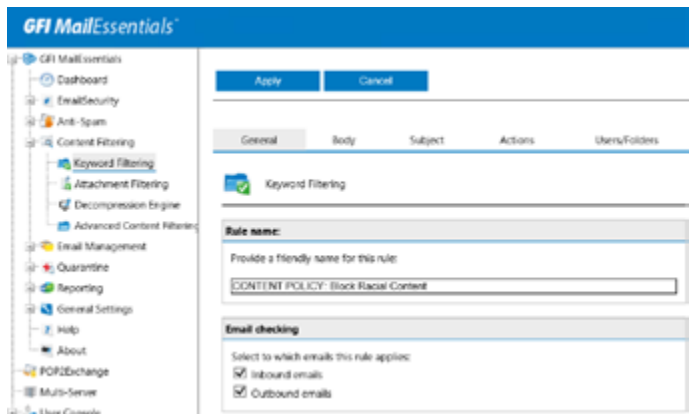 GFI MailEssentials
GFI MailEssentials
Dashboard
EmailSecurity
Anti-Spam
Content Filtering
Keyword Filtering
Attachment Filtering
Decompression Engine
Advanced Content Filtering
Email Management
Quarantine
Reporting
General Settings
Help
About
POP2Exchange
Multi-Server
User Console
Apply Cancel
General Body Subject Actions Users/Folders
Keyword Filtering
Rule name:
Provide a friendly name for this rule:
CONTENT POLICY: Block Racial Content
Email checking
Select to which emails this rule applies:
Inbound emails
Outbound emails